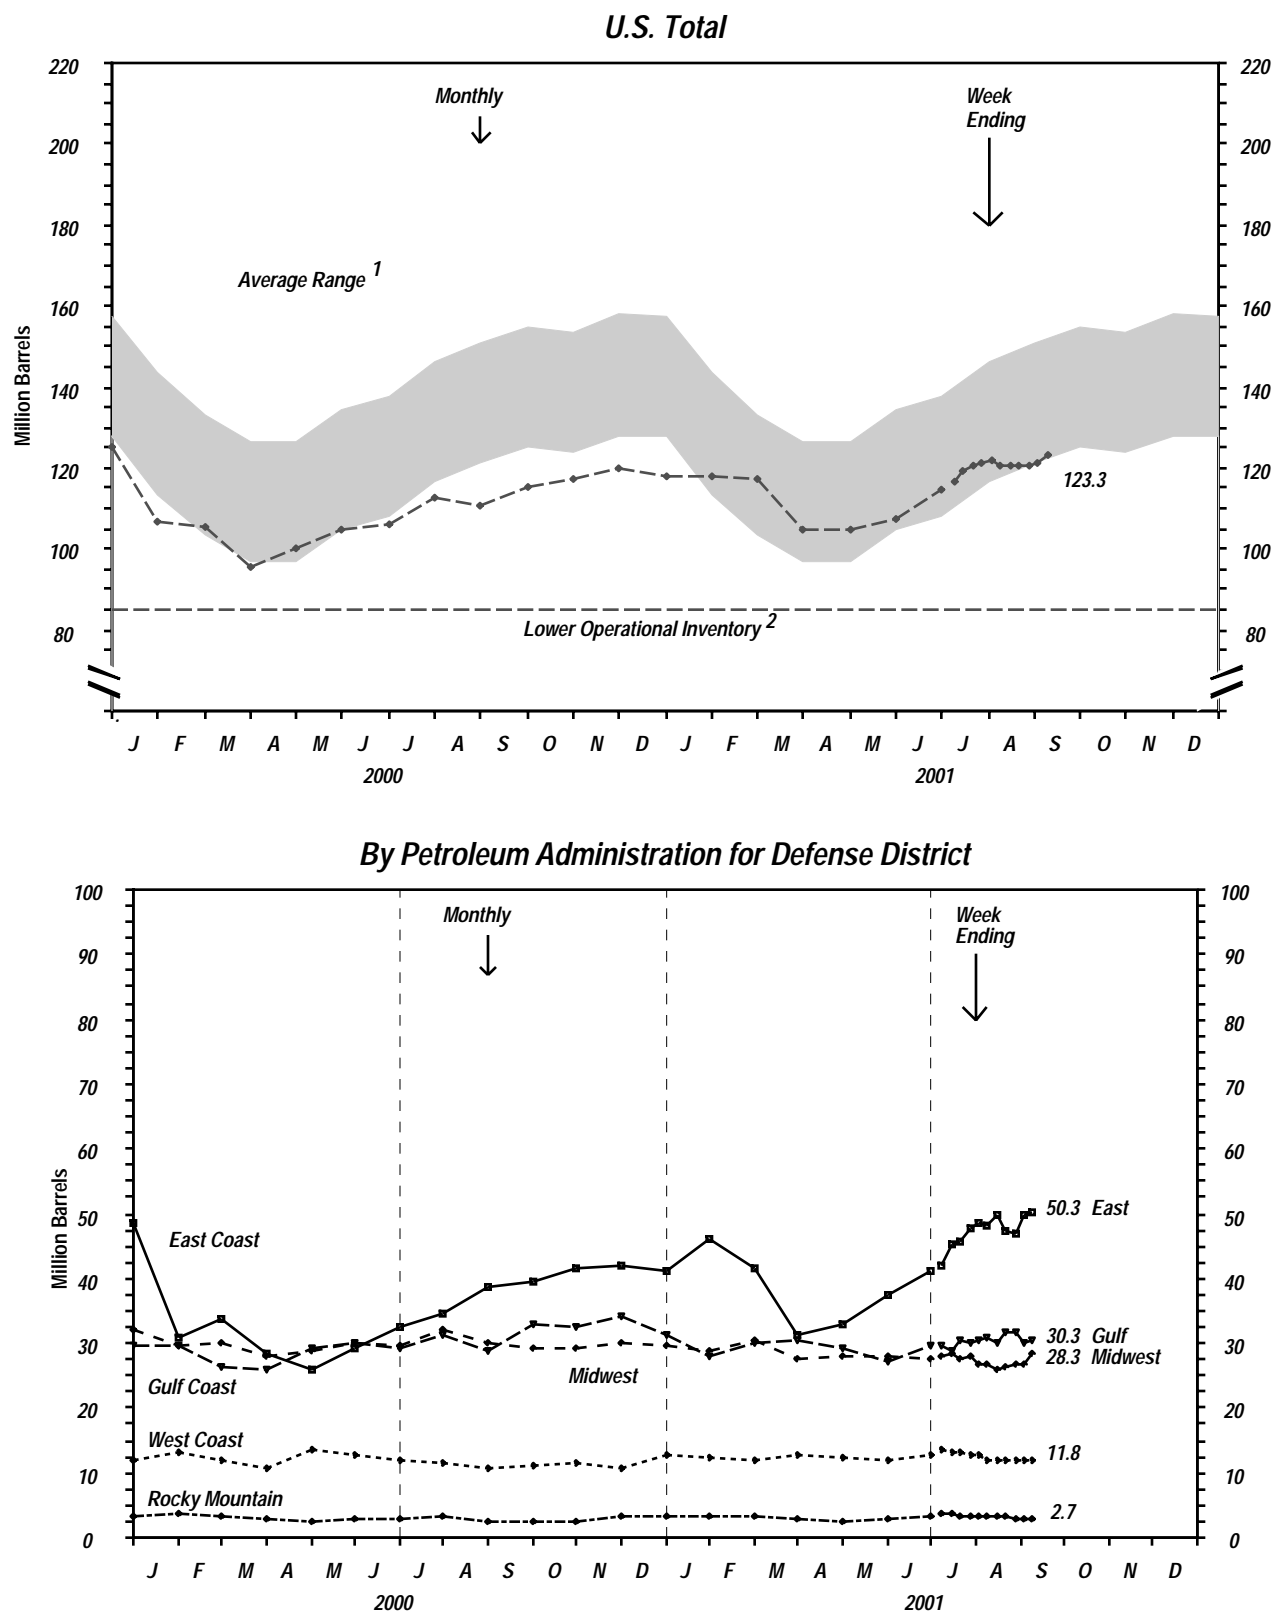 U.S. Total
220 220
Monthly Week
Ending
200 200
180 180
Average Range 1
160 160
Million Barrels
140 140
120 120
123.3
100 100
Lower Operational Inventory 2
80 80
J F M A M J J A S O N D J F M A M J J A S O N D
2000 2001
By Petroleum Administration for Defense District
100 100
Monthly Week
Ending
90 90
80 80
70 70
60 60
Million Barrels
50 50.3 East 50
East Coast
40 40
30 30.3 Gulf 30
28.3 Midwest
Midwest
Gulf Coast
20 20
West Coast
11.8
10 10
Rocky Mountain
2.7
0 0
J F M A M J J A S O N D J F M A M J J A S O N D
2000 2001